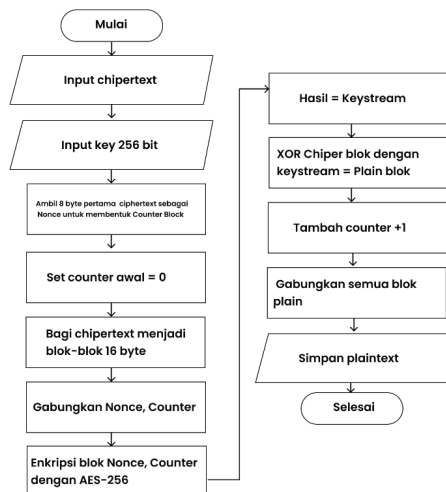 Mulai
Input chipertext
Input key 256 bit
Ambil 8 byte pertama ciphertext sebagai
Nonce untuk membentuk Counter Block
Set counter awal = 0
Bagi chipertext menjadi
blok-blok 16 byte
Gabungkan Nonce, Counter
Enkripsi blok Nonce, Counter
dengan AES-256
Hasil = Keystream
XOR Chiper blok dengan
keystream = Plain blok
Tambah counter +1
Gabungkan semua blok
plain
Simpan plaintext
Selesai